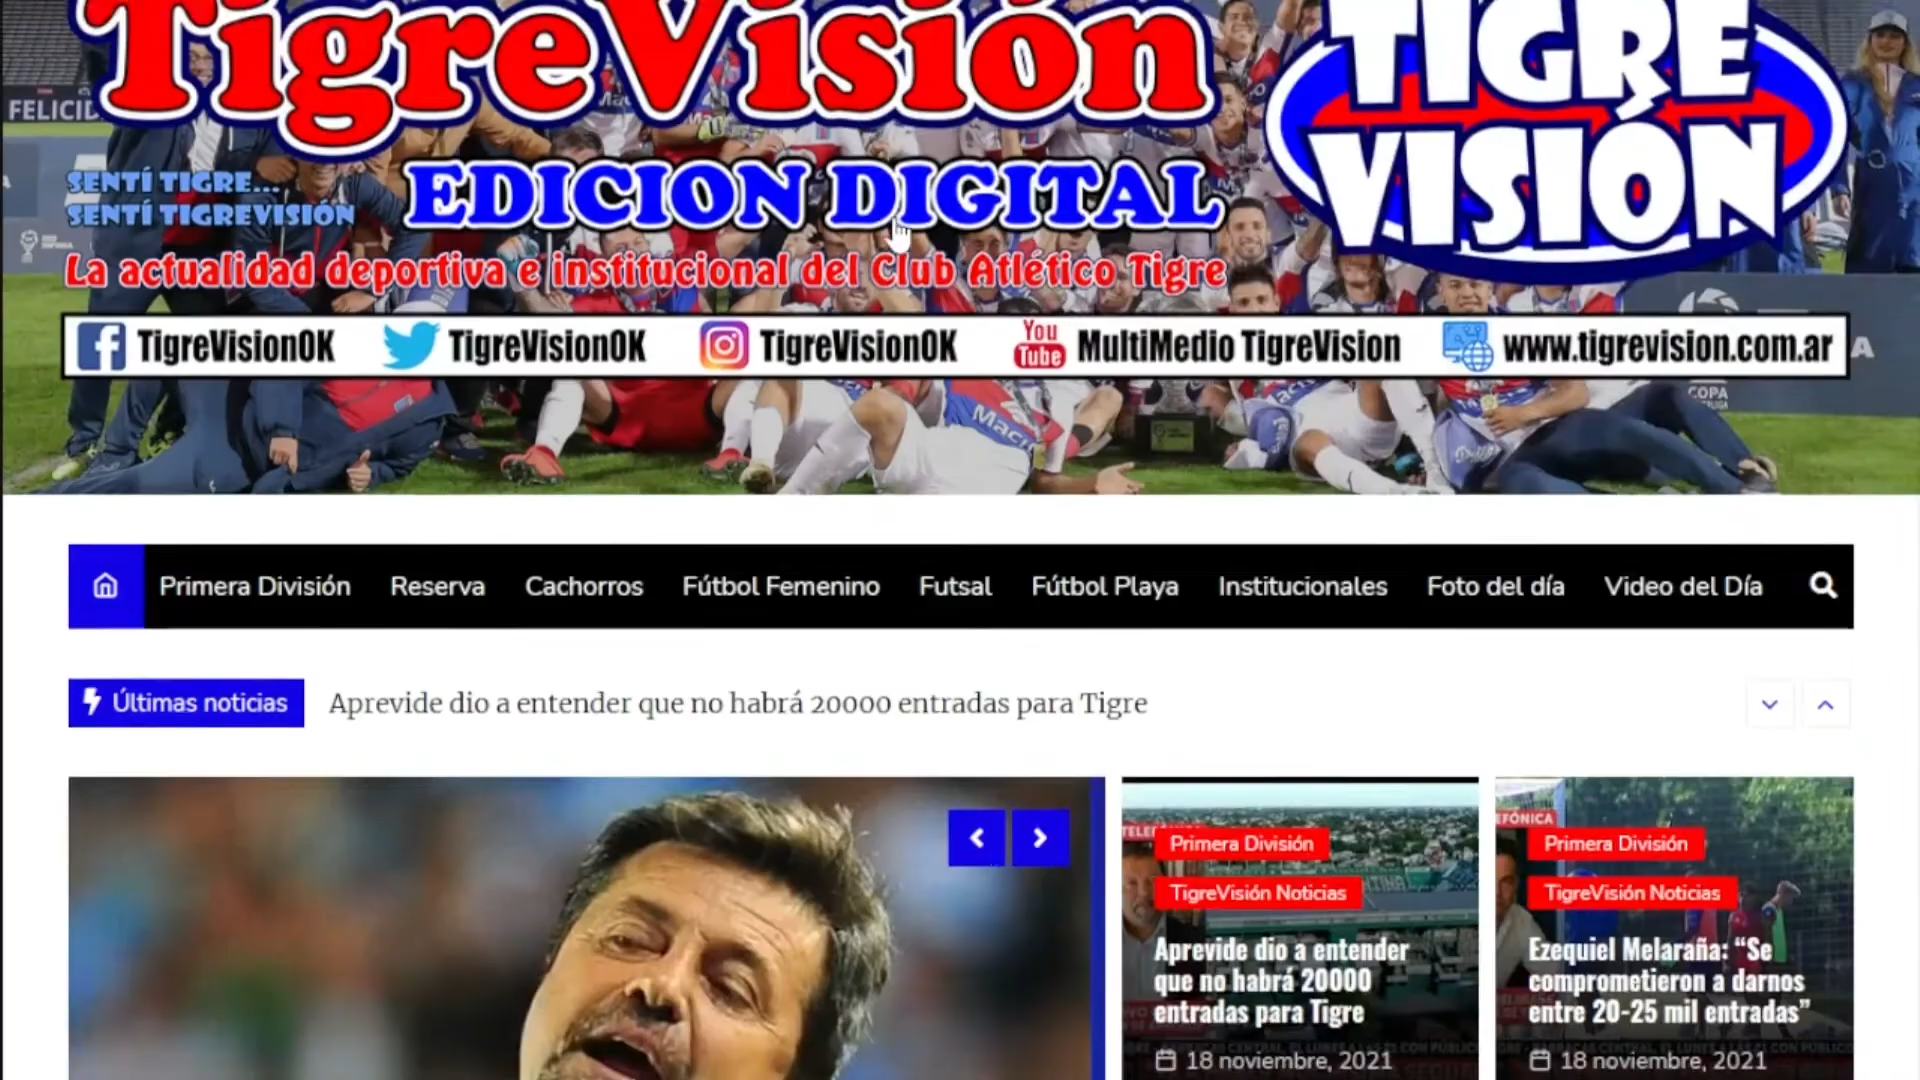 TigreVisión
TIGRE
VISIÓN
FELICID
SENTÍ TIGRE...
SENTÍ TIGREVISIÓN
EDICION DIGITAL
La actualidad deportiva e institucional del Club Atlético Tigre
TigreVisionOK TigreVisionOK TigreVisionOK You Tube MultiMedio TigreVision www.tigrevision.com.ar
COPA
Macro
Primera División Reserva Cachorros Fútbol Femenino Futsal Fútbol Playa Institucionales Foto del día Video del Día
Últimas noticias Aprevide dio a entender que no habrá 20000 entradas para Tigre
Primera División
TigreVisión Noticias
Aprevide dio a entender
que no habrá 20000
entradas para Tigre
18 noviembre, 2021
EFÓNICA
Primera División
TigreVisión Noticias
Ezequiel Melaraña: “Se
comprometieron a darnos
entre 20-25 mil entradas”
18 noviembre, 2021